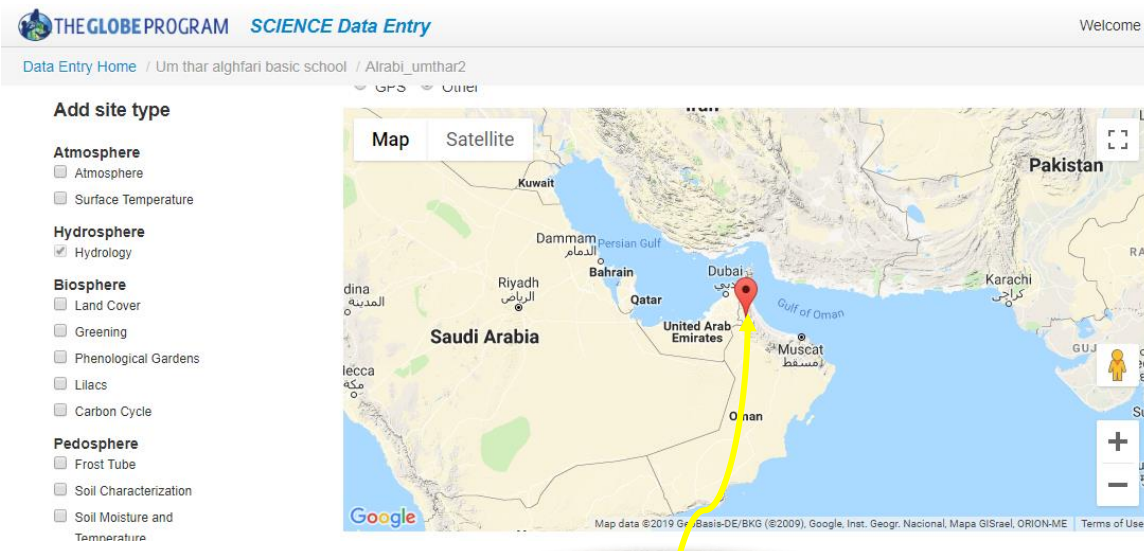 THE GLOBE PROGRAM SCIENCE Data Entry
Welcome
Data Entry Home / Um thar alghfari basic school / Alrabi_umthar2
GPS Other
Add site type
Atmosphere
Atmosphere
Surface Temperature
Hydrosphere
Hydrology
Biosphere
Land Cover
Greening
Phenological Gardens
Lilacs
Carbon Cycle
Pedosphere
Frost Tube
Soil Characterization
Soil Moisture and
Temperature
Map Satellite
Iran
Pakistan
Kuwait
Dammam
الدمام
Persian Gulf
Bahrain
Dubai
دبي
Karachi
كراچي
dina
المدينة
Riyadh
الرياض
Qatar
Gulf of Oman
Saudi Arabia
United Arab
Emirates
Muscat
مسقط
GUJ
lecca
مكة
Oman
Google
Map data ©2019 GeoBasis-DE/BKG (©2009), Google, Inst. Geogr. Nacional, Mapa GISrael, ORION-ME Terms of Use